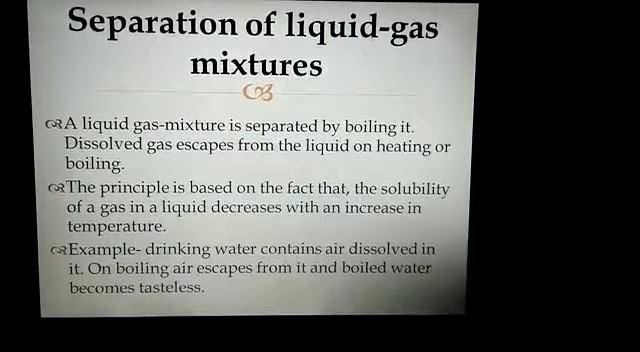 Separation of liquid-gas
mixtures
A liquid gas-mixture is separated by boiling it.
Dissolved gas escapes from the liquid on heating or
boiling.
The principle is based on the fact that, the solubility
of a gas in a liquid decreases with an increase in
temperature.
Example- drinking water contains air dissolved in
it. On boiling air escapes from it and boiled water
becomes tasteless.